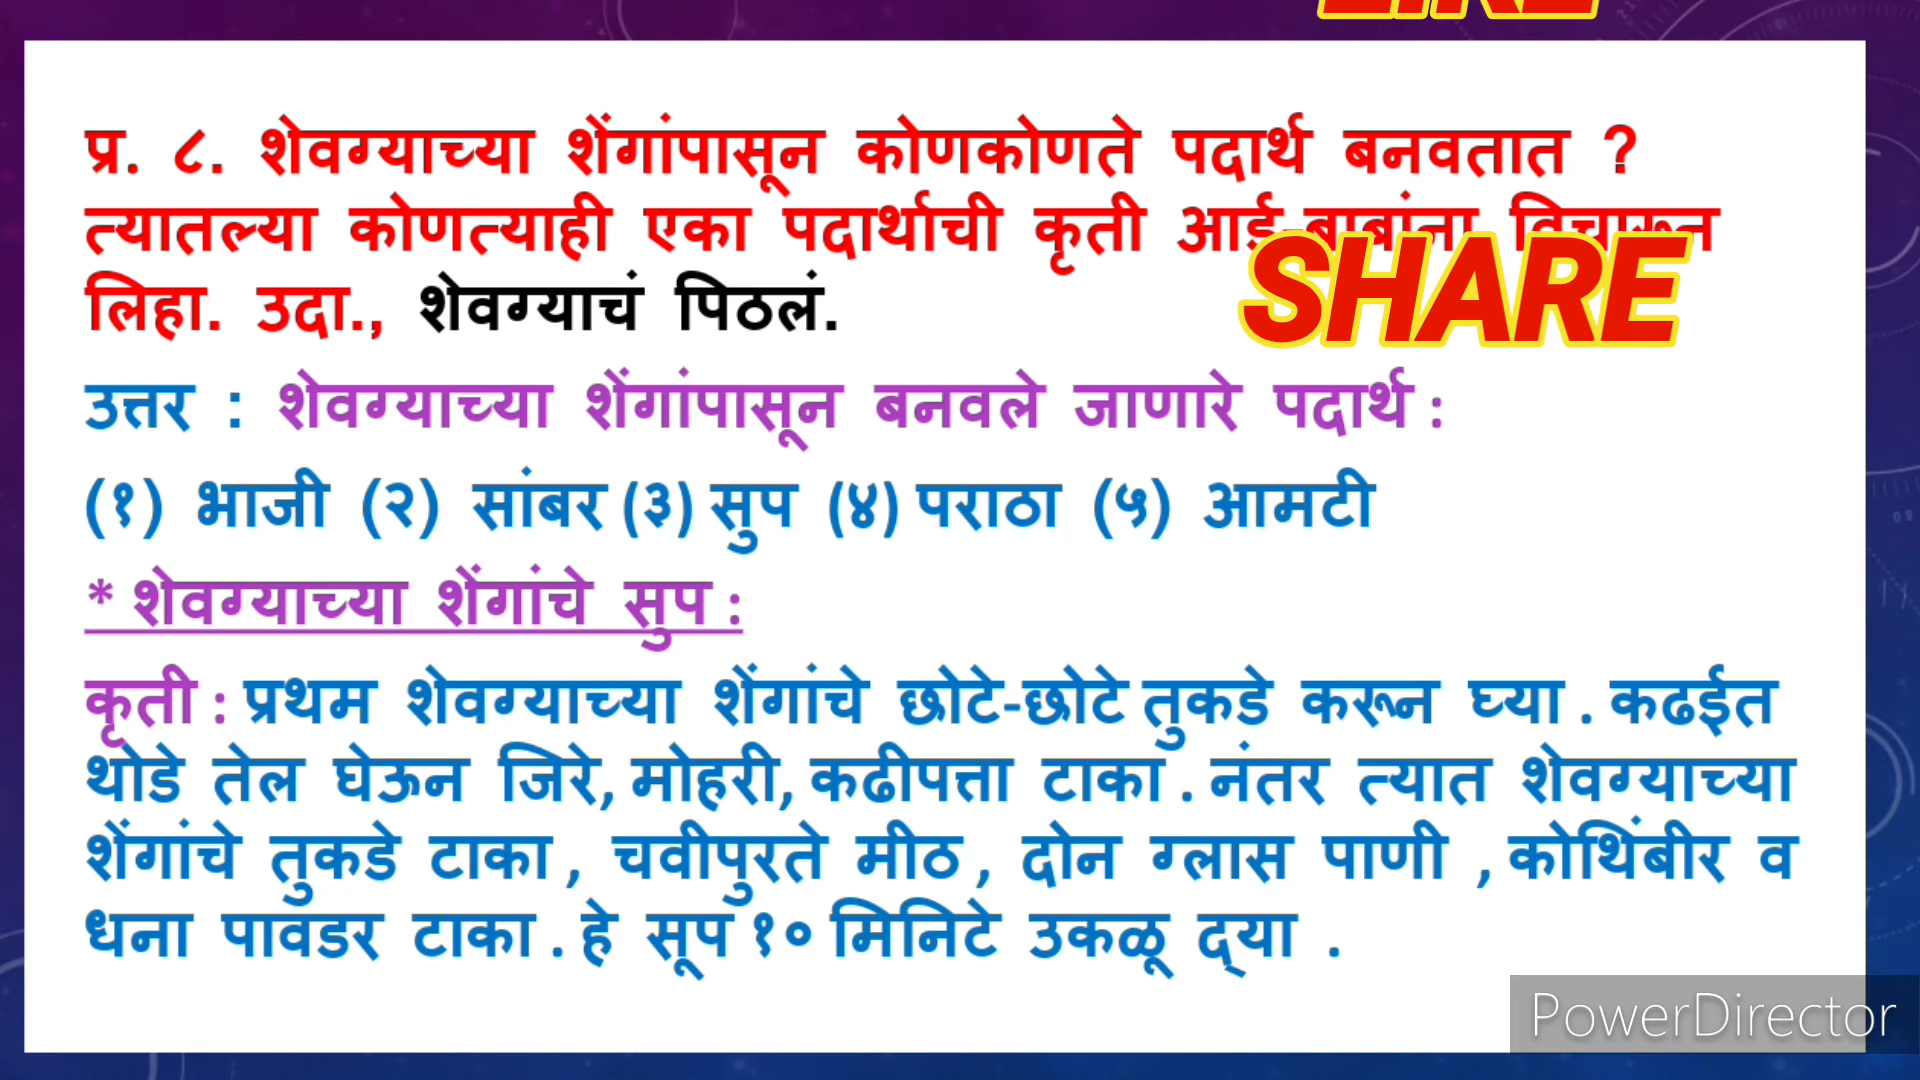 प्र. ८. शेवग्याच्या शेंगांपासून कोणकोणते पदार्थ बनवतात ?
त्यातल्या कोणत्याही एका पदार्थाची कृती आई-बाबांना विचारून
लिहा. उदा., शेवग्याचं पिठलं.
SHARE
उत्तर : शेवग्याच्या शेंगांपासून बनवले जाणारे पदार्थ :
(१) भाजी (२) सांबर (३) सुप (४) पराठा (५) आमटी
* शेवग्याच्या शेंगांचे सुप :
कृती : प्रथम शेवग्याच्या शेंगांचे छोटे-छोटे तुकडे करून घ्या . कढईत
थोडे तेल घेऊन जिरे, मोहरी, कढीपत्ता टाका . नंतर त्यात शेवग्याच्या
शेंगांचे तुकडे टाका , चवीपुरते मीठ , दोन ग्लास पाणी , कोथिंबीर व
धना पावडर टाका . हे सूप १० मिनिटे उकळू द्‌या .
PowerDirector